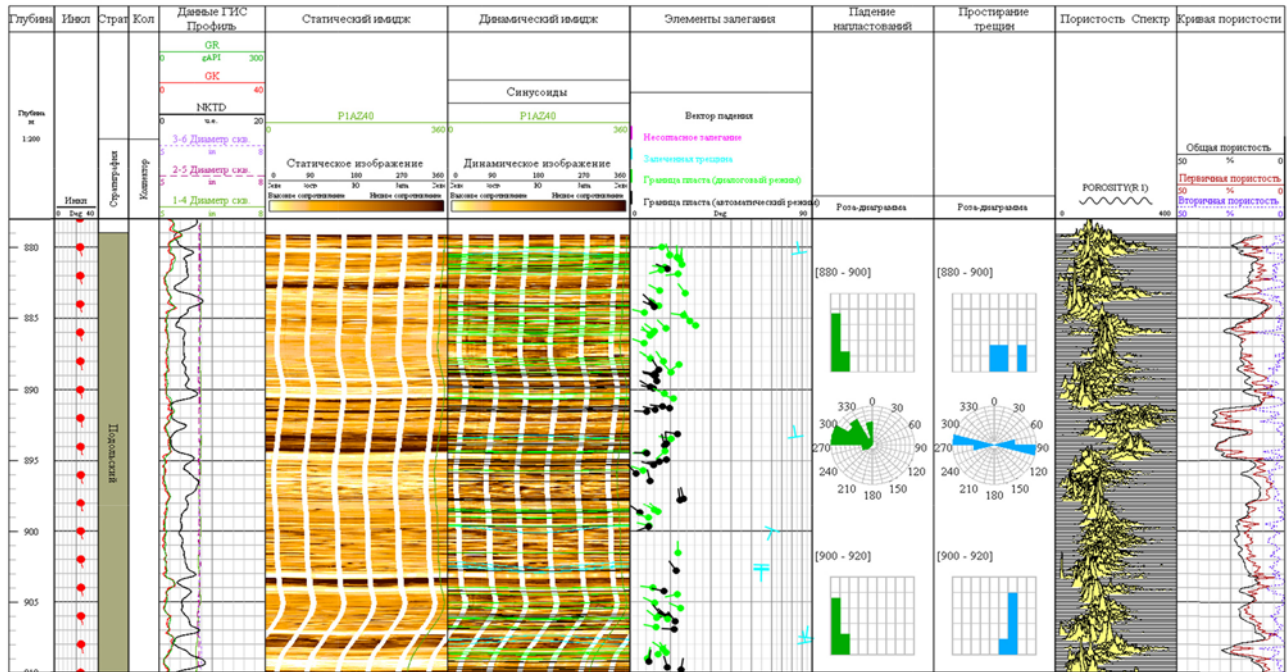 Глубина Инкл Страт Кол Данные ГИС Статический имидж Динамический имидж Элементы залегания Падение Простирание Пористость Спектр Кривая пористости
Профиль напластований трещин
GR
0 gAPI 300
GK
0 40
NKTD
0 u.e. 20
3-6 Диаметр скв.
5 in 8
2-5 Диаметр скв.
5 in 8
1-4 Диаметр скв.
5 in 8
Глубина
м
1:200
Инкл
0 Deg 40
Стратиграфия
Коллектор
P1AZ40
0 360
Статическое изображение
0 90 180 270 360
Высокое сопротивление Низкое сопротивление
Синусоиды
P1AZ40
0 360
Динамическое изображение
0 90 180 270 360
Высокое сопротивление Низкое сопротивление
Вектор падения
Несогласное залегание
Залеченная трещина
Граница пласта (диалоговый режим)
Граница пласта (автоматический режим)
0 Deg 90
Роза-диаграмма
Роза-диаграмма
POROSITY(R 1)
0 400
Общая пористость
50 % 0
Первичная пористость
50 % 0
Вторичная пористость
50 % 0
880
885
890
895
900
905
910
Подольский
[880 - 900]
330 0 30
300 60
270 90
240 120
210 180 150
[900 - 920]
[880 - 900]
330 0 30
300 60
270 90
240 120
210 180 150
[900 - 920]